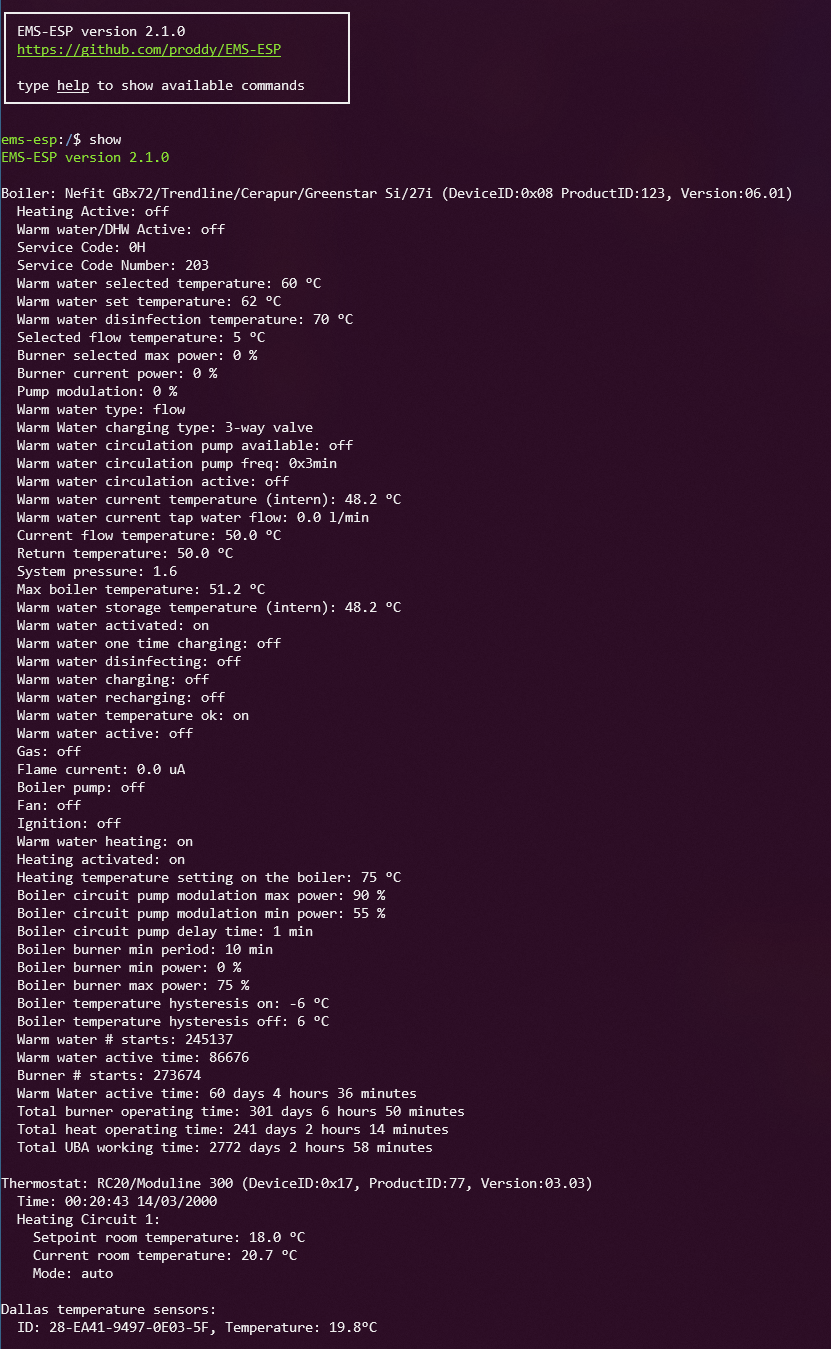 EMS-ESP version 2.1.0
https://github.com/proddy/EMS-ESP
type help to show available commands
ems-esp:/$ show
EMS-ESP version 2.1.0
Boiler: Nefit GBx72/Trendline/Cerapur/Greenstar Si/27i (DeviceID:0x08 ProductID:123, Version:06.01)
Heating Active: off
Warm water/DHW Active: off
Service Code: 0H
Service Code Number: 203
Warm water selected temperature: 60 ºC
Warm water set temperature: 62 ºC
Warm water disinfection temperature: 70 ºC
Selected flow temperature: 5 ºC
Burner selected max power: 0 %
Burner current power: 0 %
Pump modulation: 0 %
Warm water type: flow
Warm Water charging type: 3-way valve
Warm water circulation pump available: off
Warm water circulation pump freq: 0x3min
Warm water circulation active: off
Warm water current temperature (intern): 48.2 ºC
Warm water current tap water flow: 0.0 l/min
Current flow temperature: 50.0 ºC
Return temperature: 50.0 ºC
System pressure: 1.6
Max boiler temperature: 51.2 ºC
Warm water storage temperature (intern): 48.2 ºC
Warm water activated: on
Warm water one time charging: off
Warm water disinfecting: off
Warm water charging: off
Warm water recharging: off
Warm water temperature ok: on
Warm water active: off
Gas: off
Flame current: 0.0 uA
Boiler pump: off
Fan: off
Ignition: off
Warm water heating: on
Heating activated: on
Heating temperature setting on the boiler: 75 ºC
Boiler circuit pump modulation max power: 90 %
Boiler circuit pump modulation min power: 55 %
Boiler circuit pump delay time: 1 min
Boiler burner min period: 10 min
Boiler burner min power: 0 %
Boiler burner max power: 75 %
Boiler temperature hysteresis on: -6 ºC
Boiler temperature hysteresis off: 6 ºC
Warm water # starts: 245137
Warm water active time: 86676
Burner # starts: 273674
Warm Water active time: 60 days 4 hours 36 minutes
Total burner operating time: 301 days 6 hours 50 minutes
Total heat operating time: 241 days 2 hours 14 minutes
Total UBA working time: 2772 days 2 hours 58 minutes
Thermostat: RC20/Moduline 300 (DeviceID:0x17, ProductID:77, Version:03.03)
Time: 00:20:43 14/03/2000
Heating Circuit 1:
Setpoint room temperature: 18.0 ºC
Current room temperature: 20.7 ºC
Mode: auto
Dallas temperature sensors:
ID: 28-EA41-9497-0E03-5F, Temperature: 19.8ºC